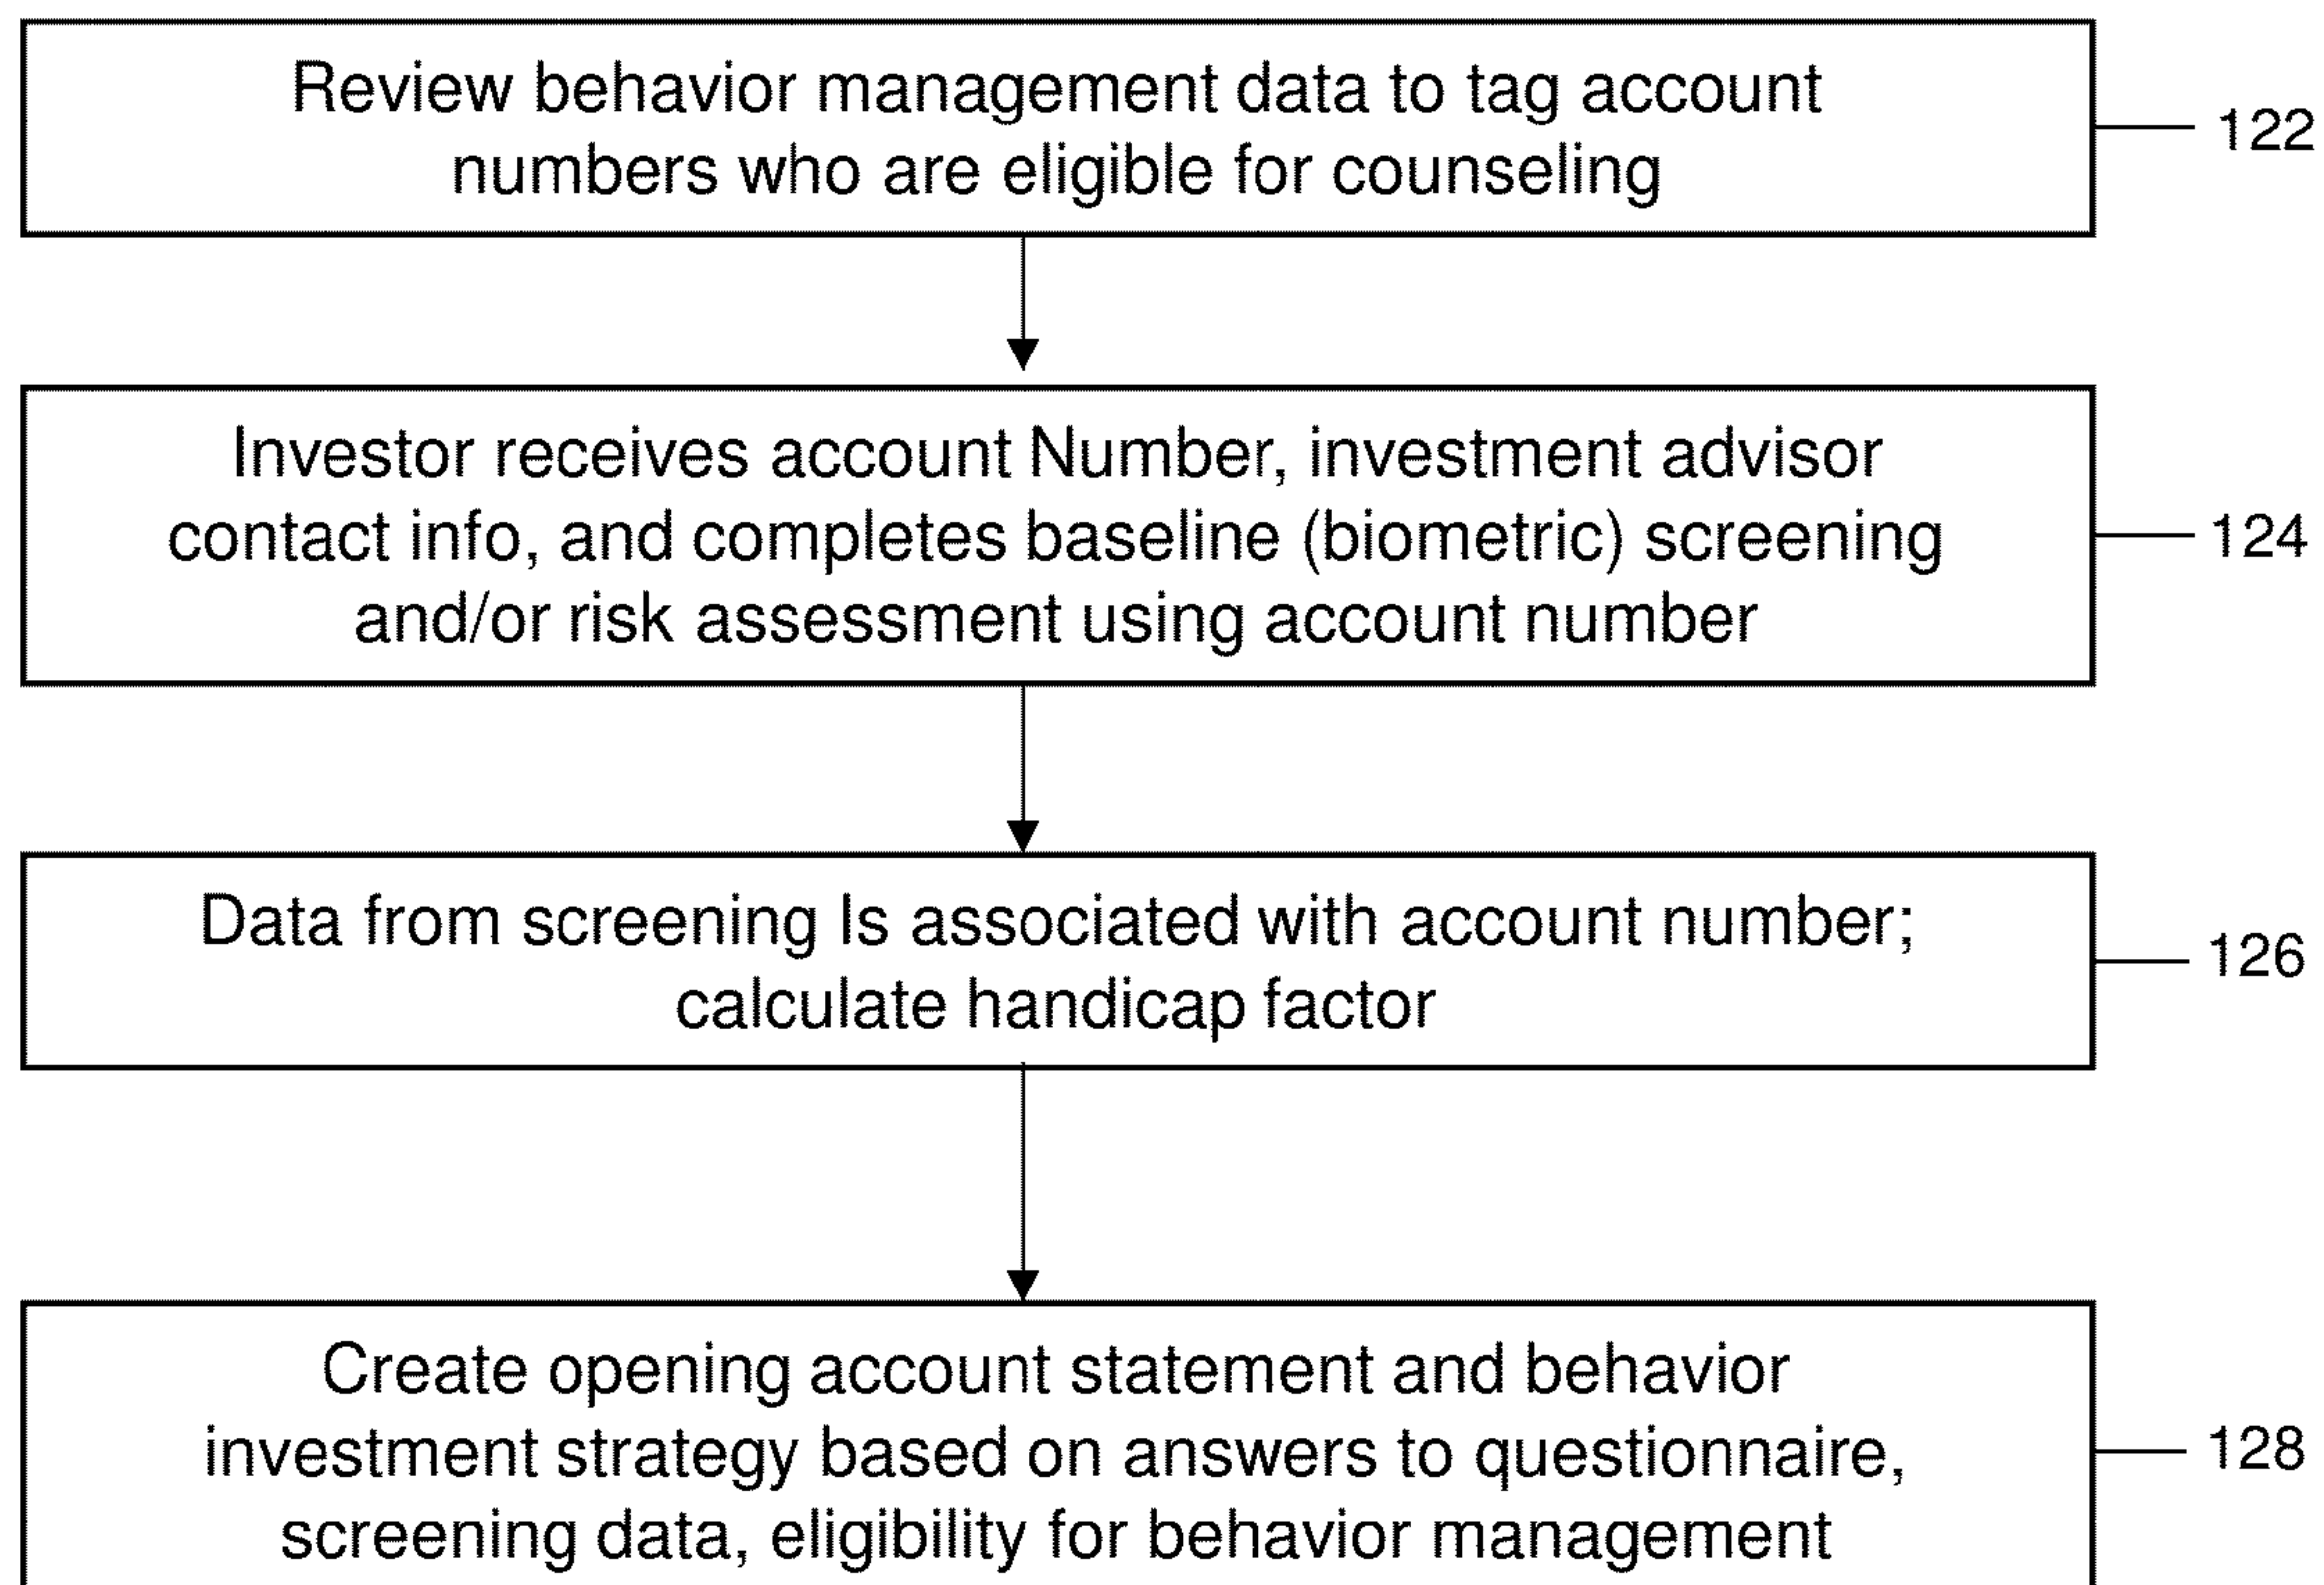 Review behavior management data to tag account
numbers who are eligible for counseling
122
Investor receives account Number, investment advisor
contact info, and completes baseline (biometric) screening
and/or risk assessment using account number
124
Data from screening Is associated with account number;
calculate handicap factor
126
Create opening account statement and behavior
investment strategy based on answers to questionnaire,
screening data, eligibility for behavior management
128